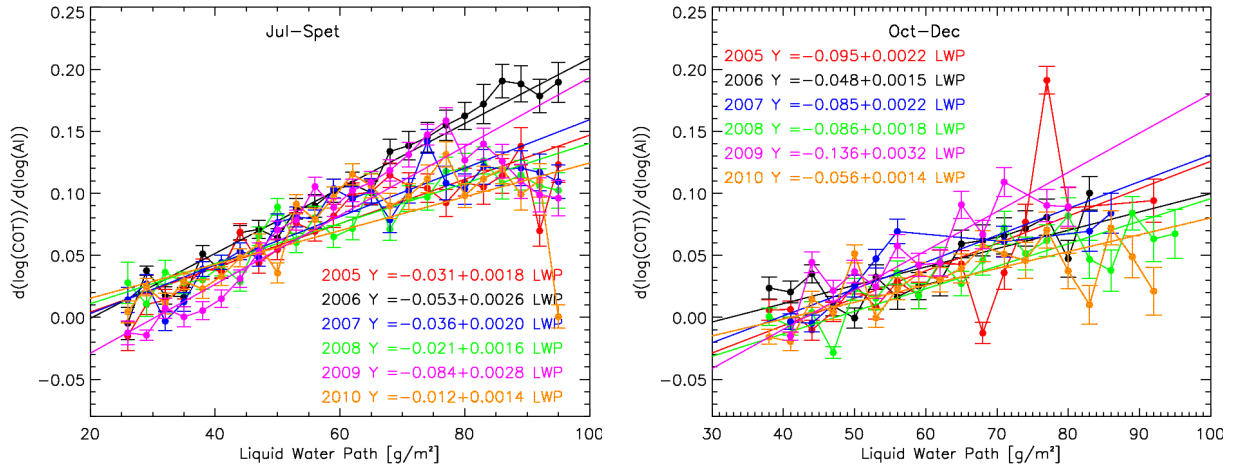 Jul-Spet
0.25
0.20
0.15
0.10
0.05
0.00
-0.05
d(log(COT))/d(log(AI))
2005 Y =-0.031+0.0018 LWP
2006 Y =-0.053+0.0026 LWP
2007 Y =-0.036+0.0020 LWP
2008 Y =-0.021+0.0016 LWP
2009 Y =-0.084+0.0028 LWP
2010 Y =-0.012+0.0014 LWP
20 40 60 80 100
Liquid Water Path [g/m²]
Oct-Dec
0.25
0.20
0.15
0.10
0.05
0.00
-0.05
d(log(COT))/d(log(AI))
2005 Y =-0.095+0.0022 LWP
2006 Y =-0.048+0.0015 LWP
2007 Y =-0.085+0.0022 LWP
2008 Y =-0.086+0.0018 LWP
2009 Y =-0.136+0.0032 LWP
2010 Y =-0.056+0.0014 LWP
30 40 50 60 70 80 90 100
Liquid Water Path [g/m²]